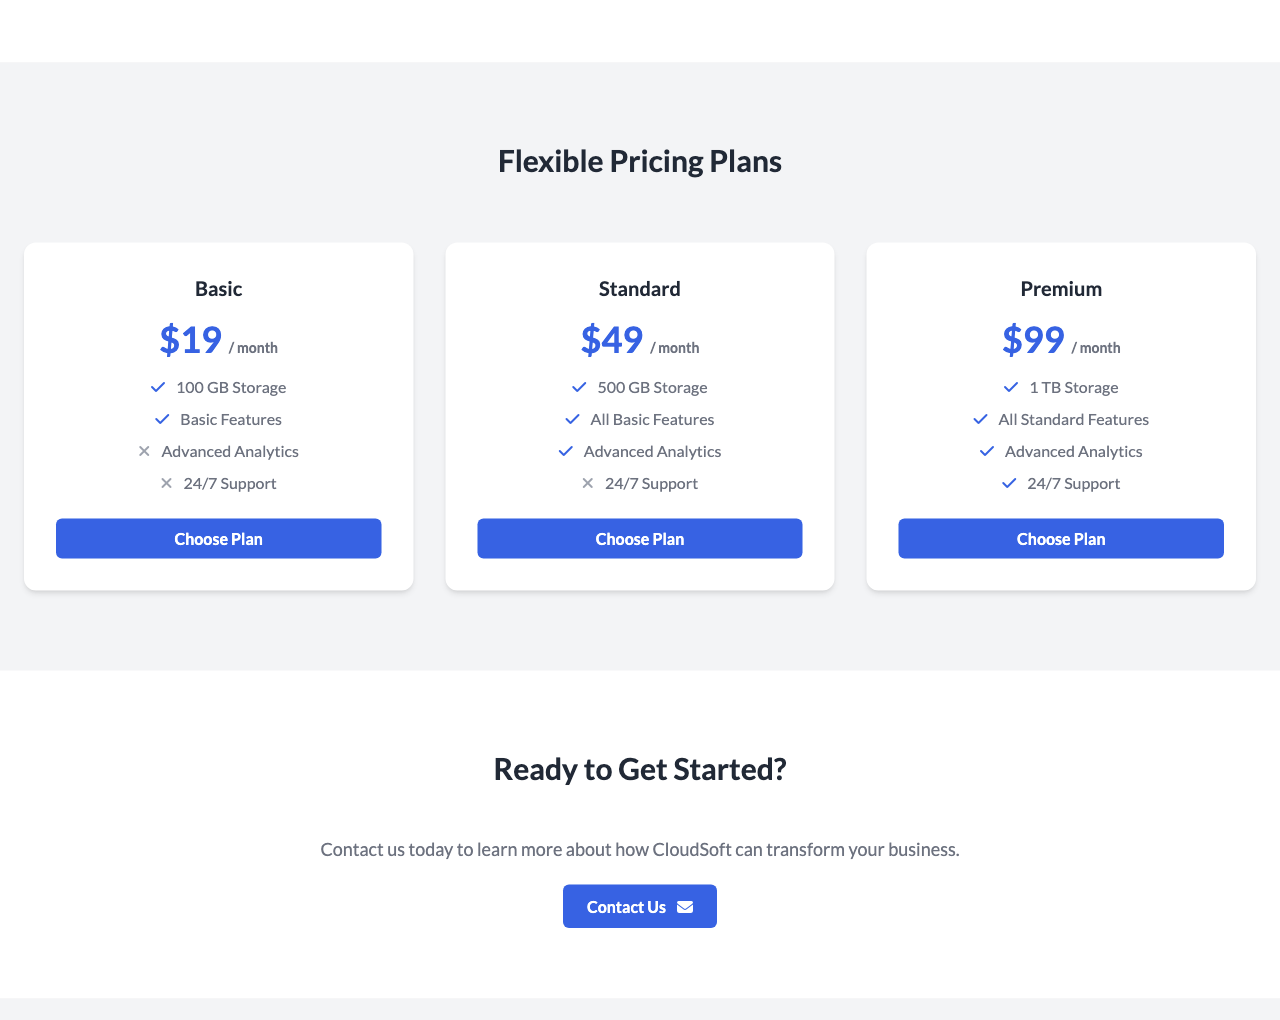 Flexible Pricing Plans
Basic
$19 / month
100 GB Storage
Basic Features
Advanced Analytics
24/7 Support
Choose Plan
Standard
$49 / month
500 GB Storage
All Basic Features
Advanced Analytics
24/7 Support
Choose Plan
Premium
$99 / month
1 TB Storage
All Standard Features
Advanced Analytics
24/7 Support
Choose Plan
Ready to Get Started?
Contact us today to learn more about how CloudSoft can transform your business.
Contact Us